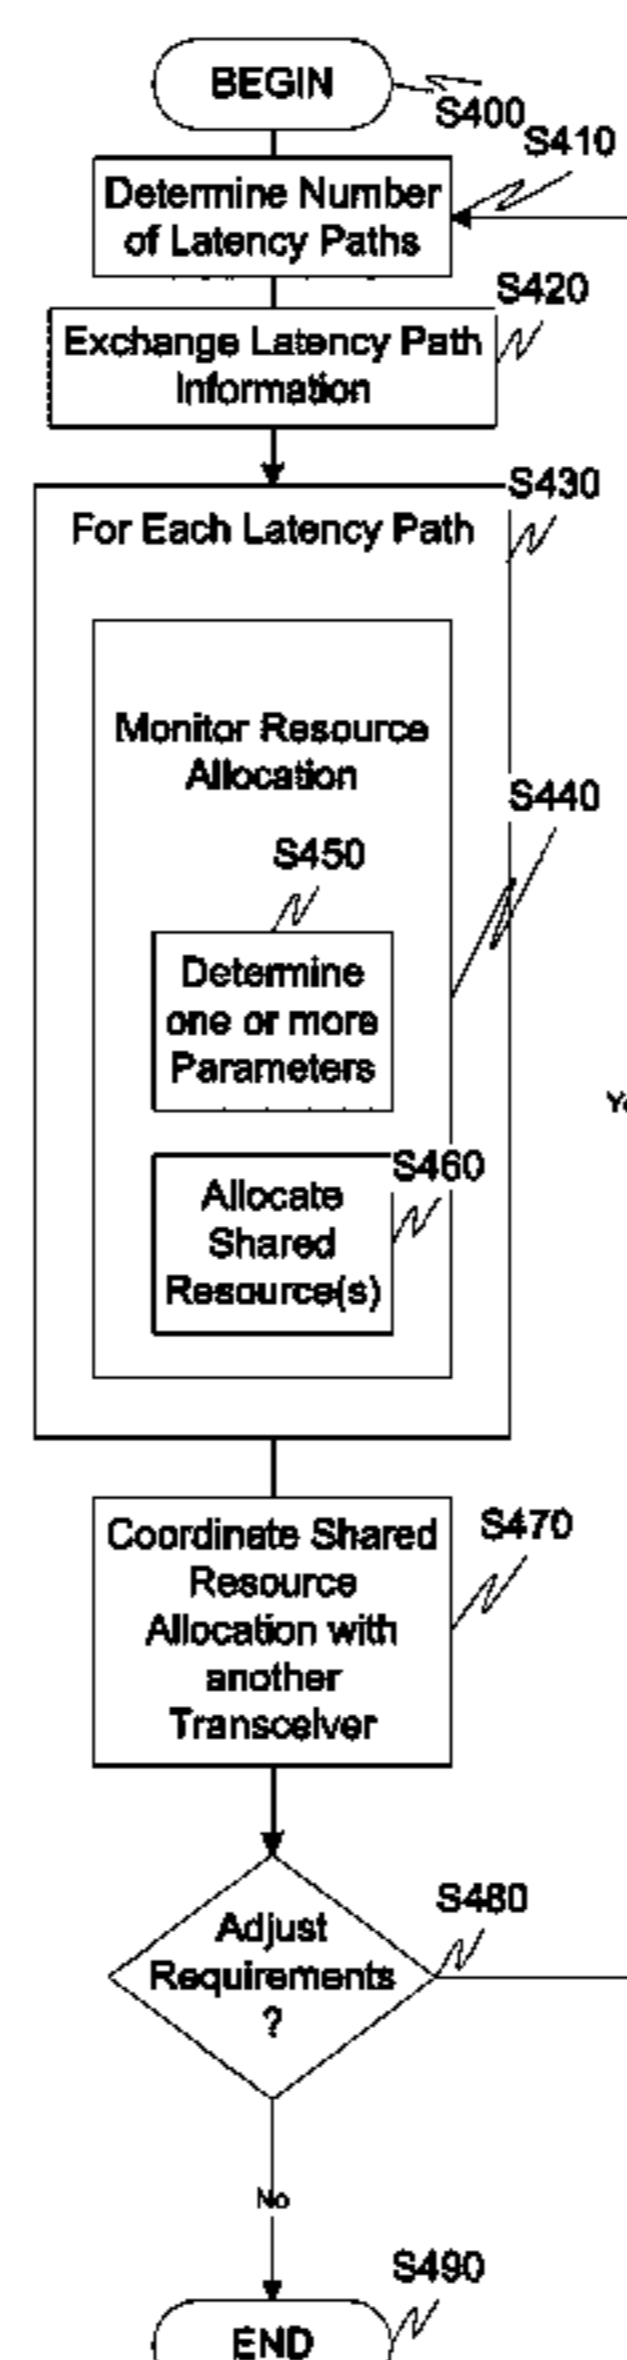 BEGIN
S400
S410
Determine Number
of Latency Paths
S420
Exchange Latency Path
Information
S430
For Each Latency Path
Monitor Resource
Allocation
S440
S450
Determine
one or more
Parameters
S460
Allocate
Shared
Resource(s)
Coordinate Shared
Resource
Allocation with
another
Transceiver
S470
S480
Adjust
Requirements
?
No
S490
END